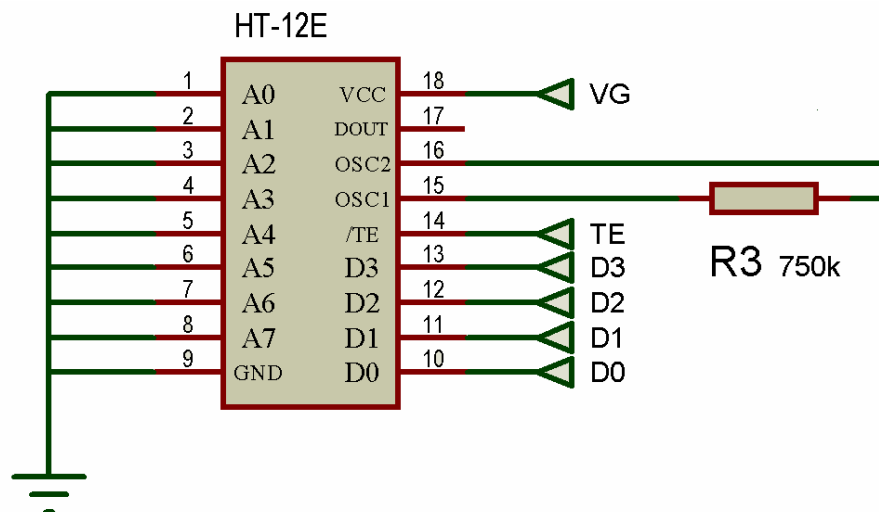 HT-12E
1 A0 VCC 18 VG
2 A1 DOUT 17
3 A2 OSC2 16
4 A3 OSC1 15
5 A4 /TE 14 TE
6 A5 D3 13 D3
7 A6 D2 12 D2
8 A7 D1 11 D1
9 GND D0 10 D0
R3 750k